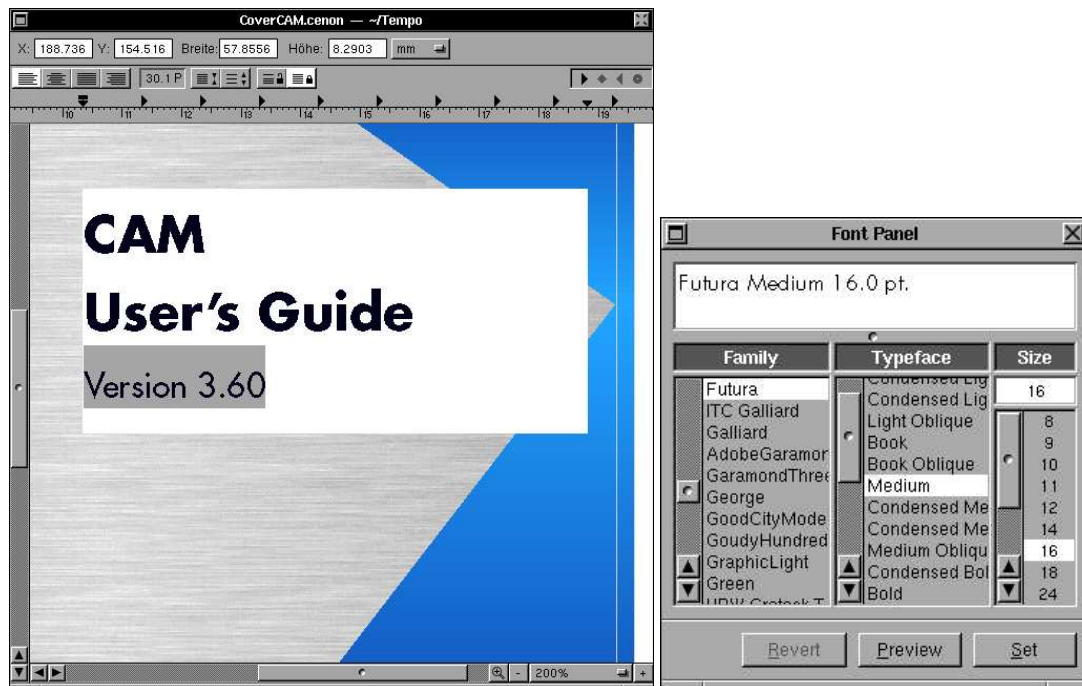 CoverCAM.cenon — ~/Tempo
X: 188.736 Y: 154.516 Breite: 57.8556 Höhe: 8.2903 mm
30.1 P
10 11 12 13 14 15 16 17 18 19
CAM
User's Guide
Version 3.60
200%
Font Panel
Futura Medium 16.0 pt.
Family Typeface Size
16
Futura
ITC Galliard
Galliard
AdobeGaramor
GaramondThree
George
GoodCityMode
GoudyHundred
GraphicLight
Green
Condensed Lig
Condensed Lig
Light Oblique
Book
Book Oblique
Medium
Condensed Me
Condensed Me
Medium Obliqu
Condensed Bol
Bold
8
9
10
11
12
14
16
18
24
Revert Preview Set